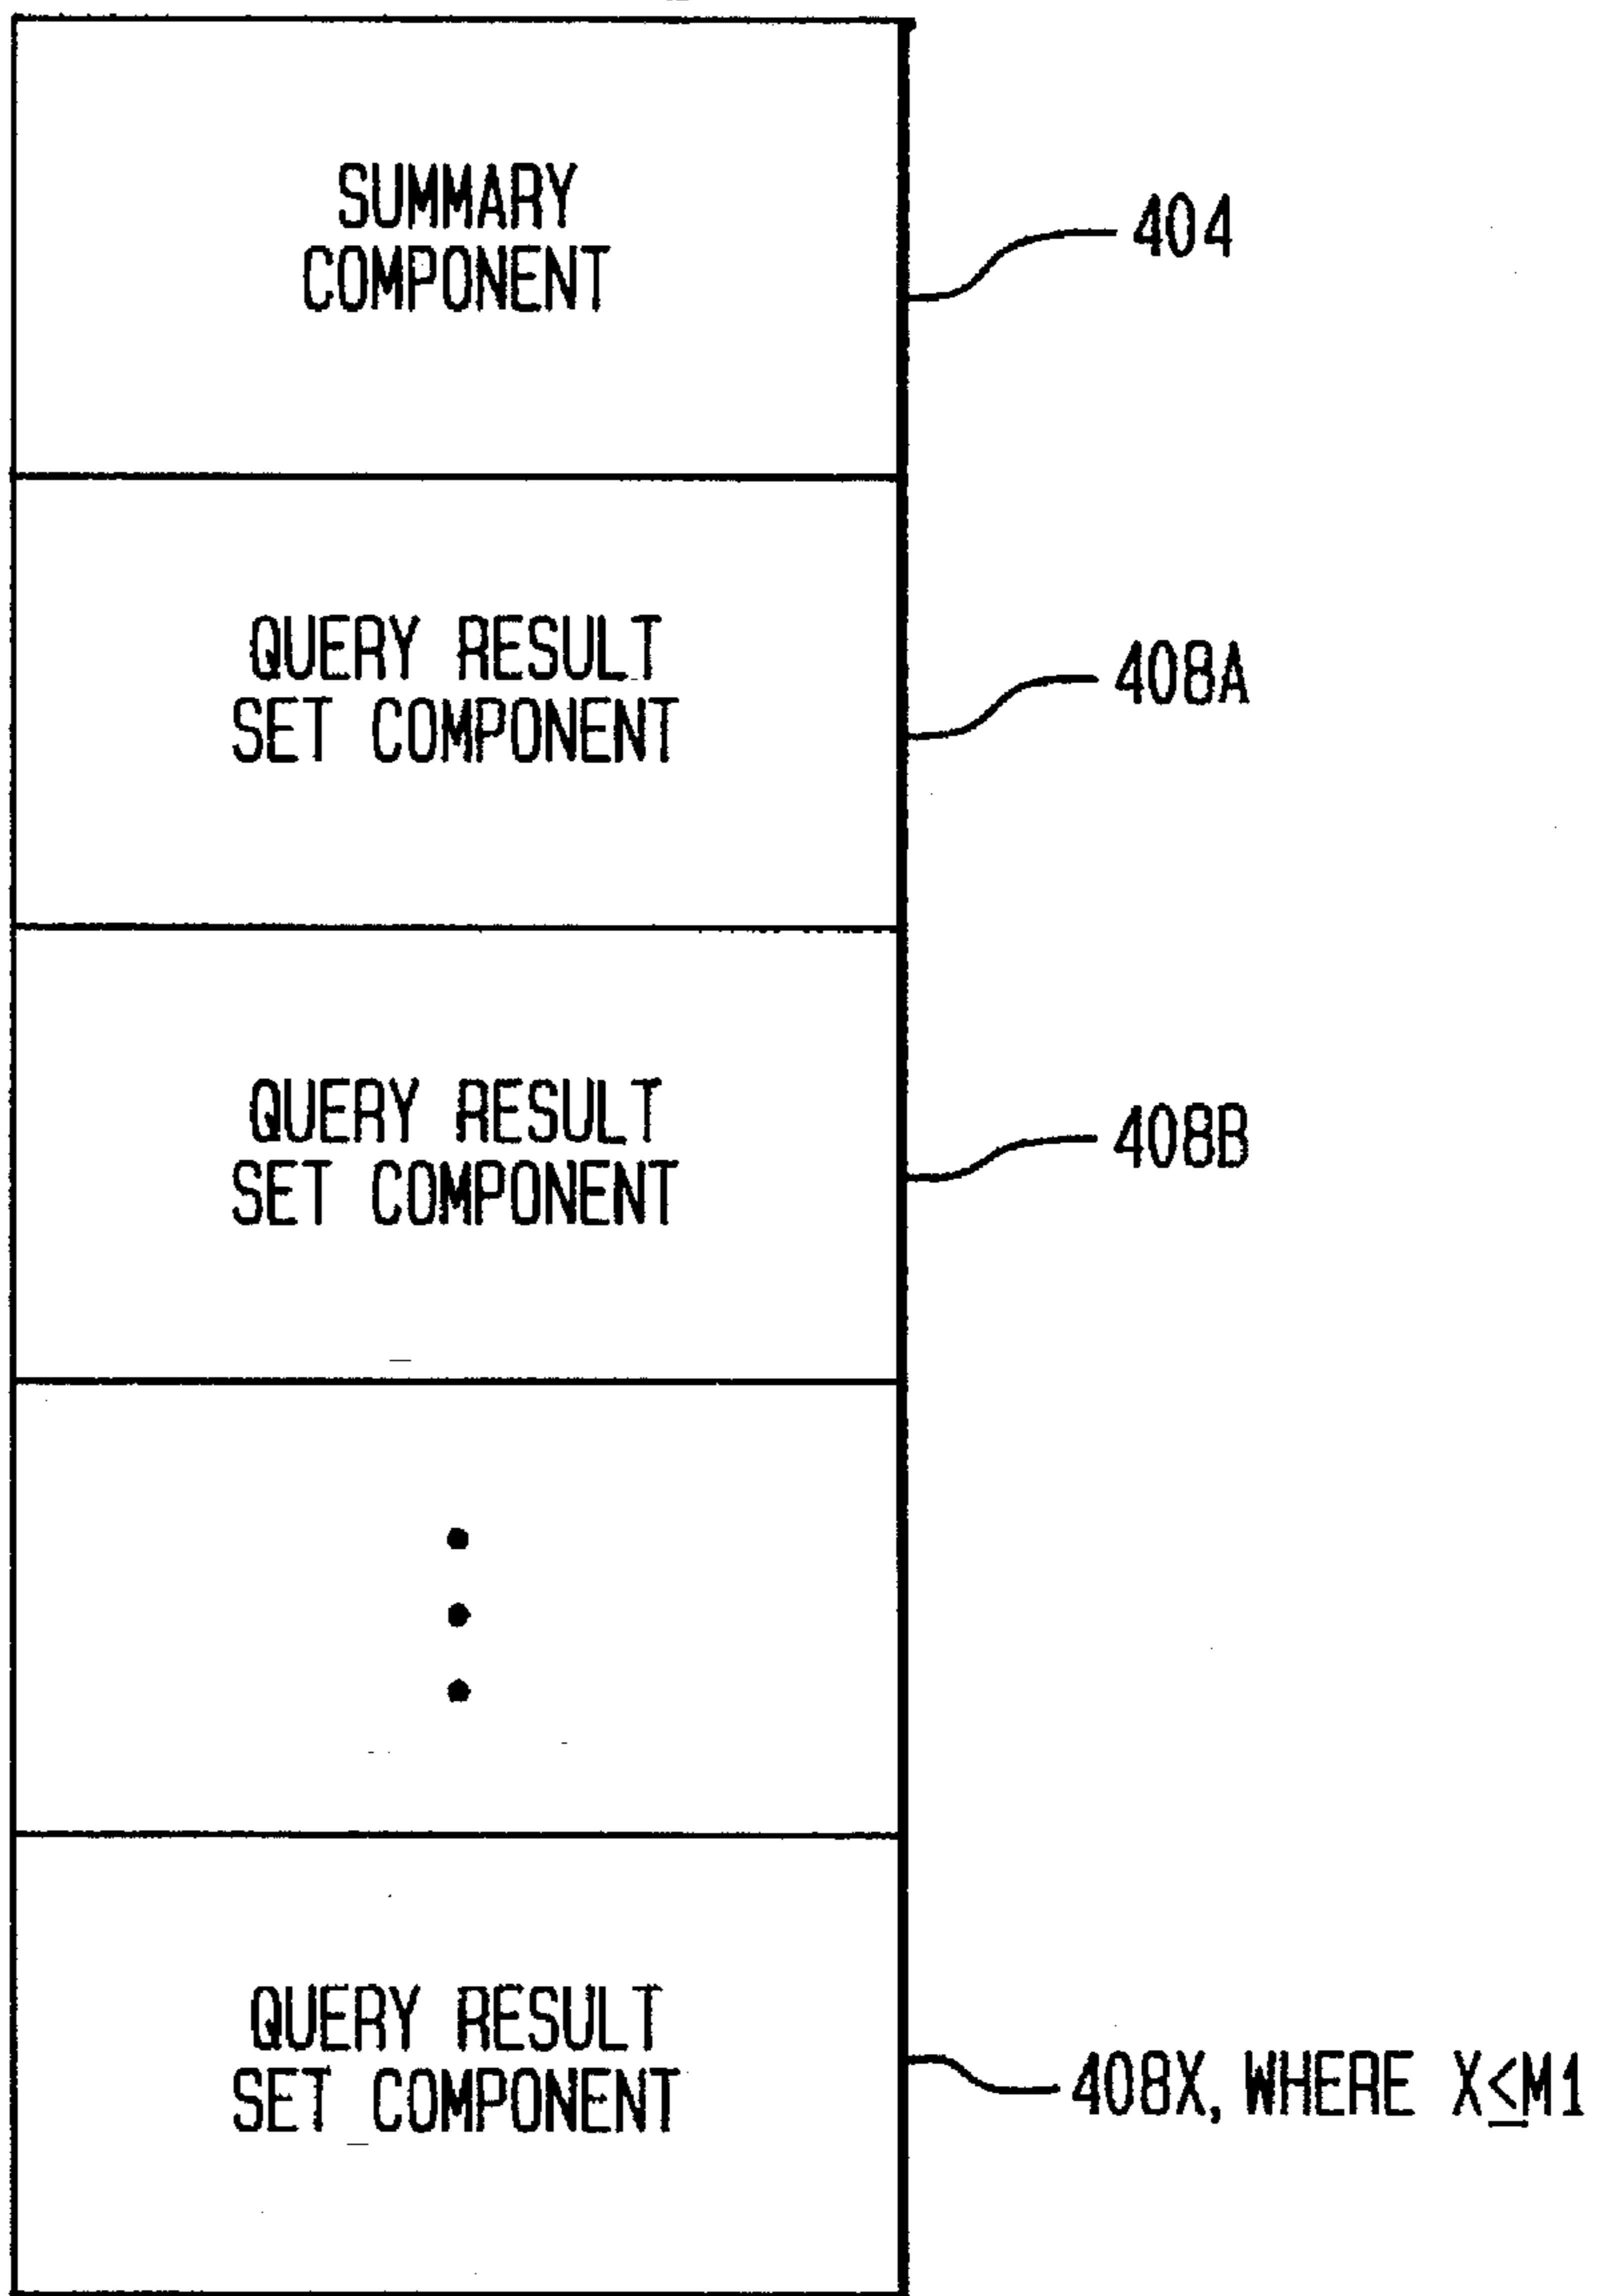 SUMMARY
COMPONENT
404
QUERY RESULT
SET COMPONENT
408A
QUERY RESULT
SET COMPONENT
408B
QUERY RESULT
SET COMPONENT
408X, WHERE X≤M1